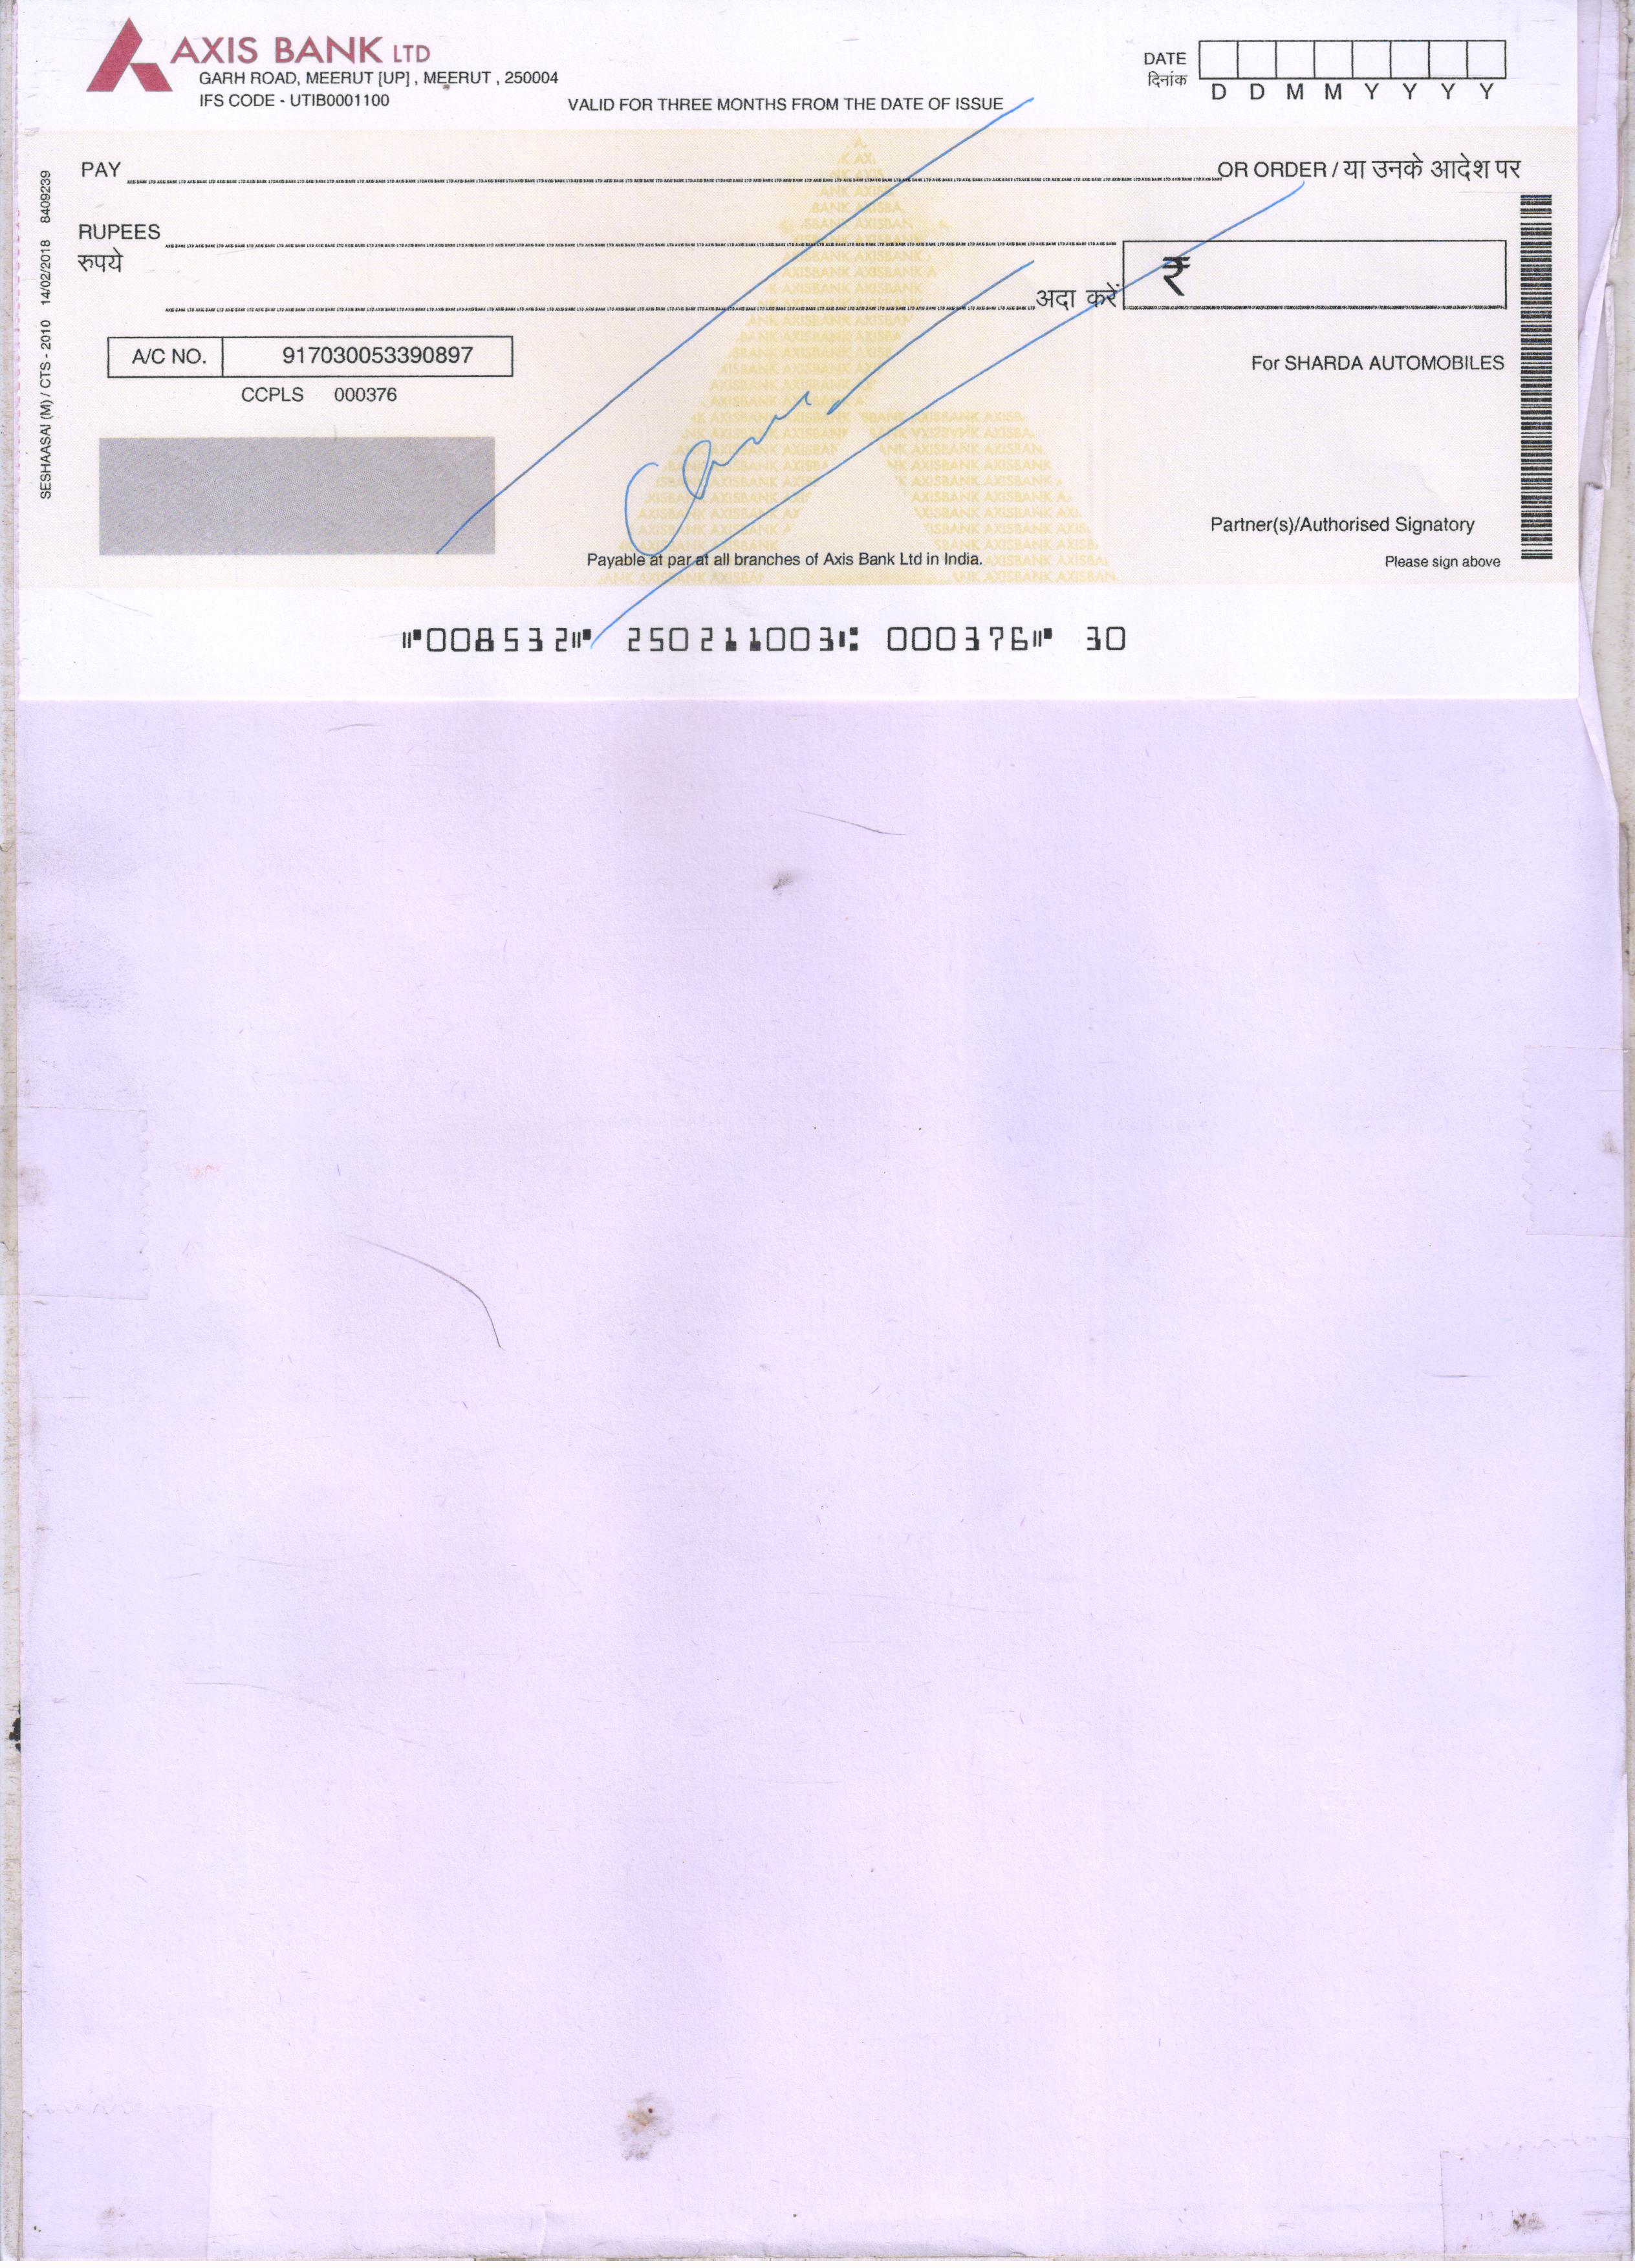 AXIS BANK LTD
GARH ROAD, MEERUT [UP] , MEERUT , 250004
IFS CODE - UTIB0001100
VALID FOR THREE MONTHS FROM THE DATE OF ISSUE
DATE
दिनांक
D D M M Y Y Y Y
PAY
OR ORDER / या उनके आदेश पर
RUPEES
रुपये
अदा करें
₹
A/C NO. 917030053390897
CCPLS 000376
For SHARDA AUTOMOBILES
Partner(s)/Authorised Signatory
Please sign above
Payable at par at all branches of Axis Bank Ltd in India.
SESHAASAI (M) / CTS - 2010 14/02/2018 8409239
⑈008532⑈ 250211003⑆ 000376⑈ 30